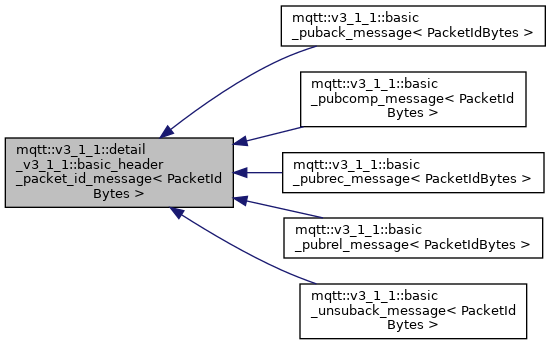 mqtt::v3_1_1::basic
_puback_message< PacketIdBytes >
mqtt::v3_1_1::basic
_pubcomp_message< PacketId
Bytes >
mqtt::v3_1_1::detail
_v3_1_1::basic_header
_packet_id_message< PacketId
Bytes >
mqtt::v3_1_1::basic
_pubrec_message< PacketIdBytes >
mqtt::v3_1_1::basic
_pubrel_message< PacketIdBytes >
mqtt::v3_1_1::basic
_unsuback_message< PacketId
Bytes >